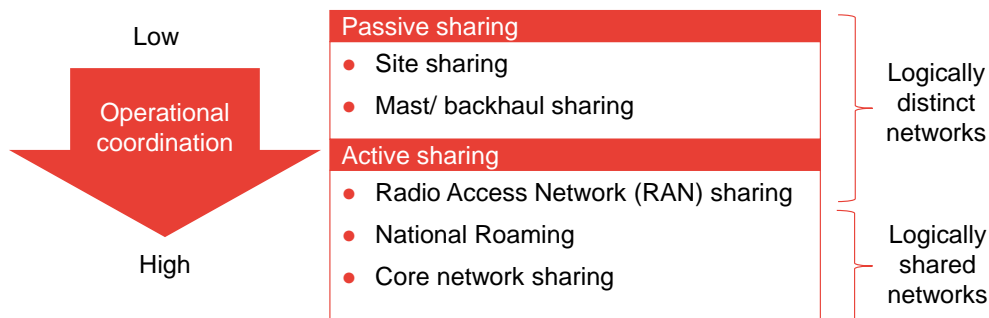 Low
Operational
coordination
High
Passive sharing
Site sharing
Mast/ backhaul sharing
Active sharing
Radio Access Network (RAN) sharing
National Roaming
Core network sharing
Logically
distinct
networks
Logically
shared
networks